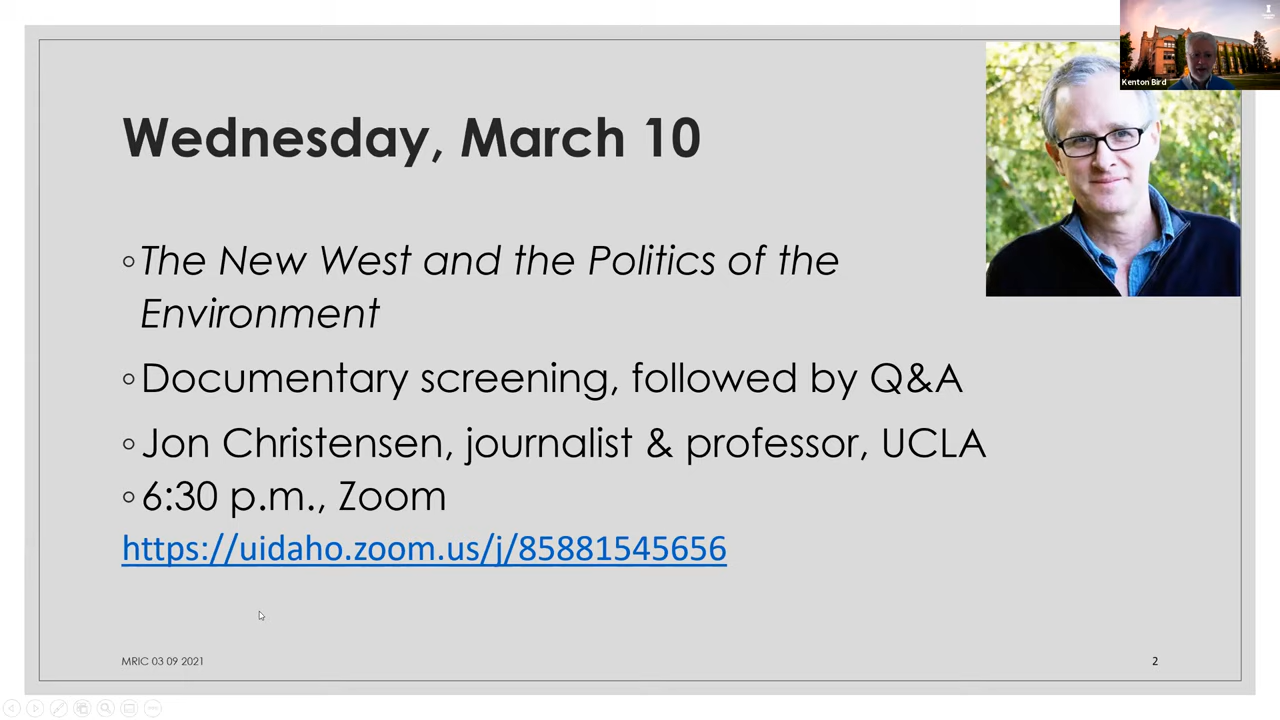 Kenton Bird
Wednesday, March 10
◦The New West and the Politics of the
Environment
◦Documentary screening, followed by Q&A
◦Jon Christensen, journalist & professor, UCLA
◦6:30 p.m., Zoom
https://uidaho.zoom.us/j/85881545656
MRIC 03 09 2021
2